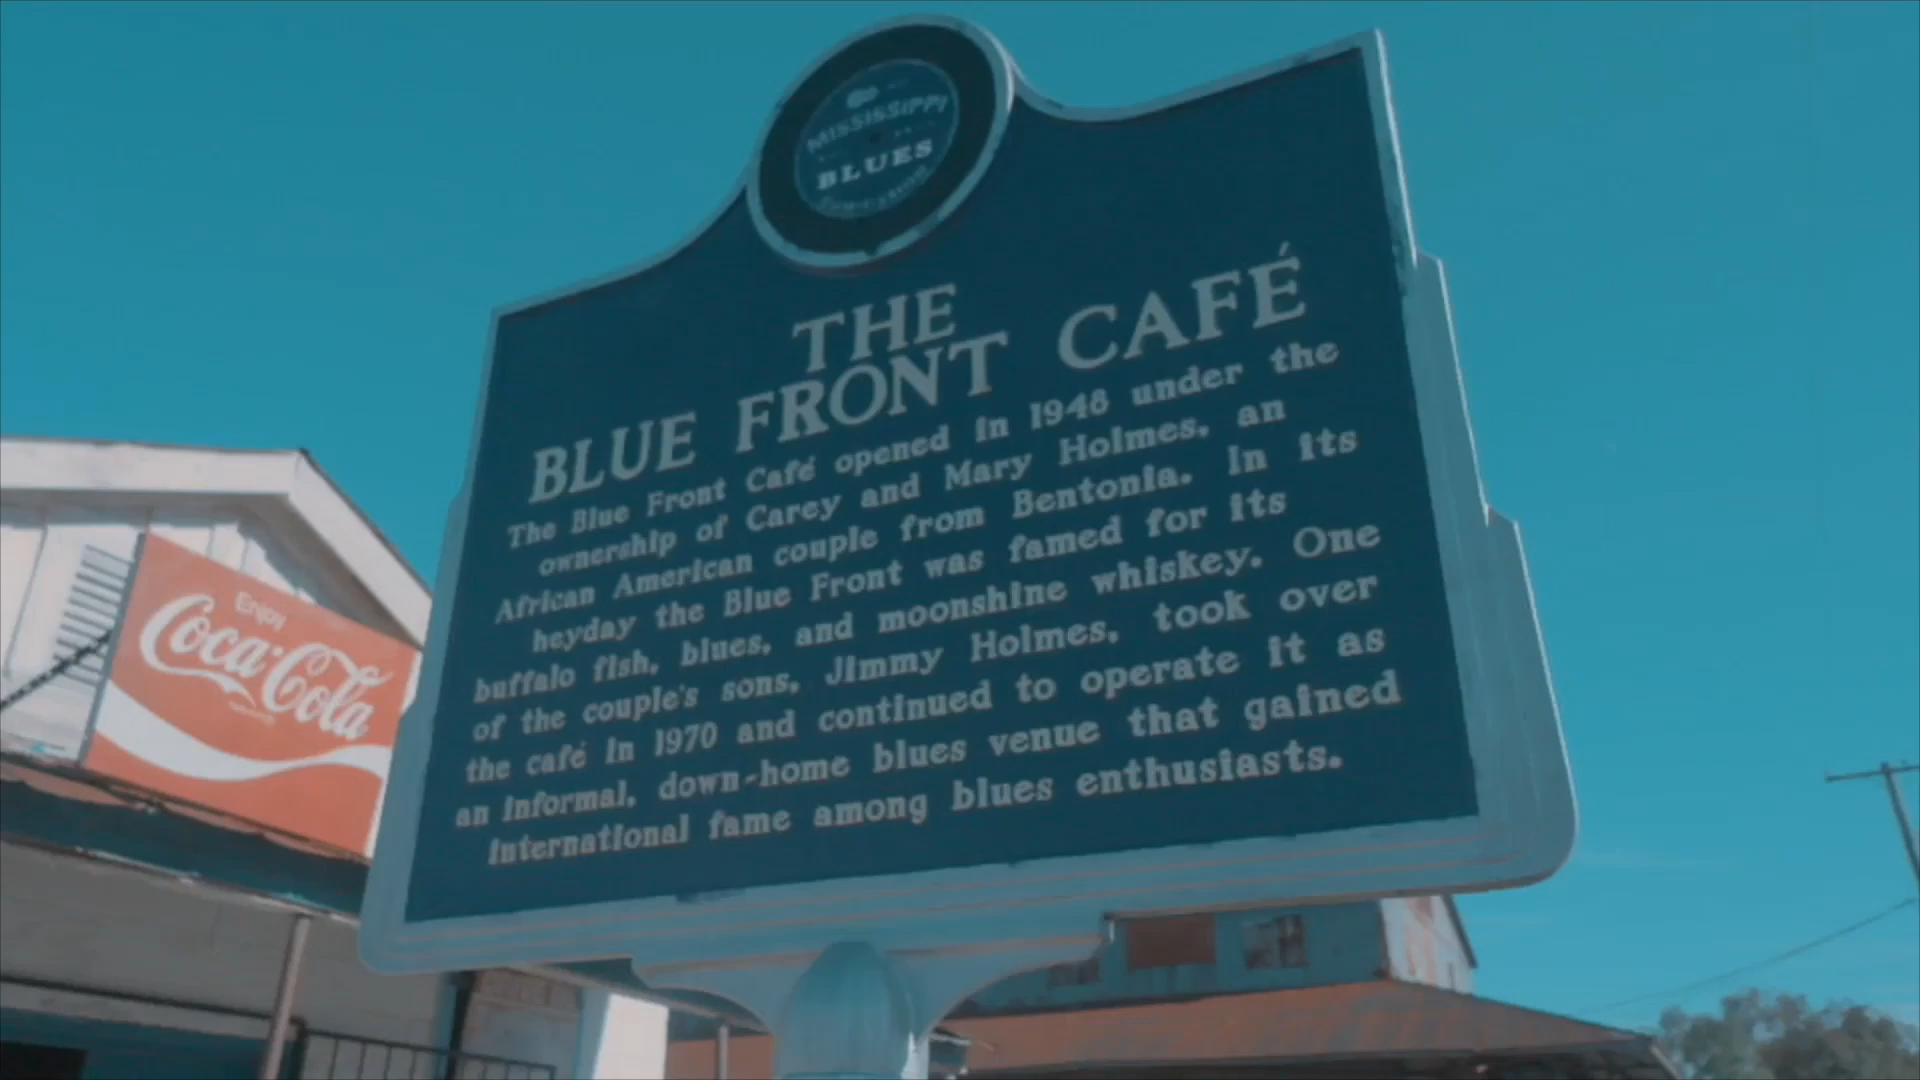 MISSISSIPPI
BLUES
THE
BLUE FRONT CAFÉ
The Blue Front Café opened in 1948 under the
ownership of Carey and Mary Holmes, an
African American couple from Bentonia. In its
heyday the Blue Front was famed for its
buffalo fish, blues, and moonshine whiskey. One
of the couple's sons, Jimmy Holmes, took over
the café in 1970 and continued to operate it as
an informal, down-home blues venue that gained
international fame among blues enthusiasts.
Enjoy
Coca-Cola